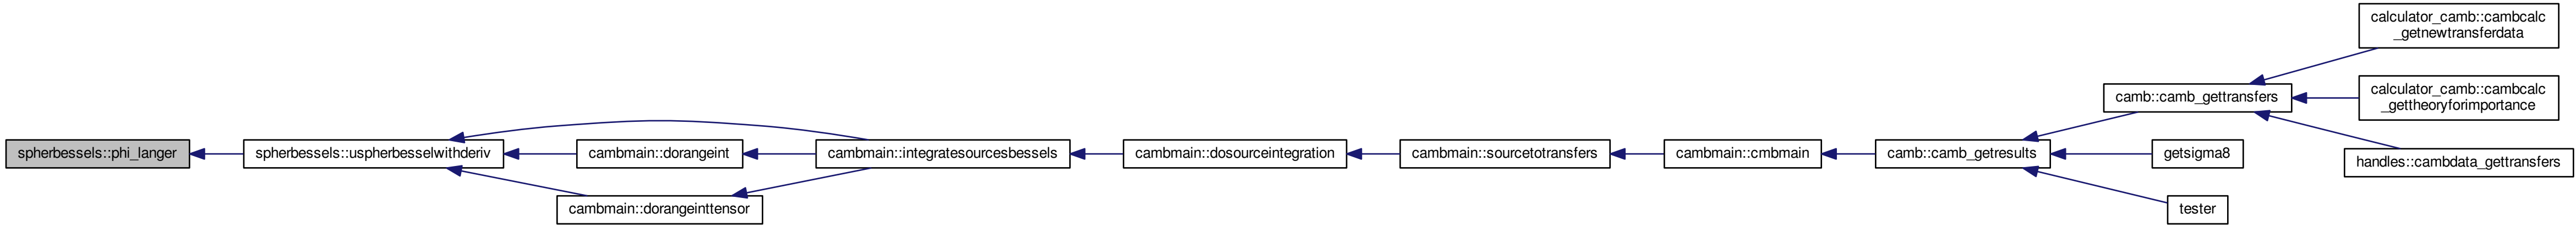 spherbessels::phi_langer
spherbessels::uspherbesselwithderiv
cambmain::dorangeint
cambmain::dorangeinttensor
cambmain::integratesourcesbessels
cambmain::dosourceintegration
cambmain::sourcetotransfers
cambmain::cmbmain
camb::camb_getresults
camb::camb_gettransfers
getsigma8
tester
calculator_camb::cambcalc
_getnewtransferdata
calculator_camb::cambcalc
_gettheoryforimportance
handles::cambdata_gettransfers